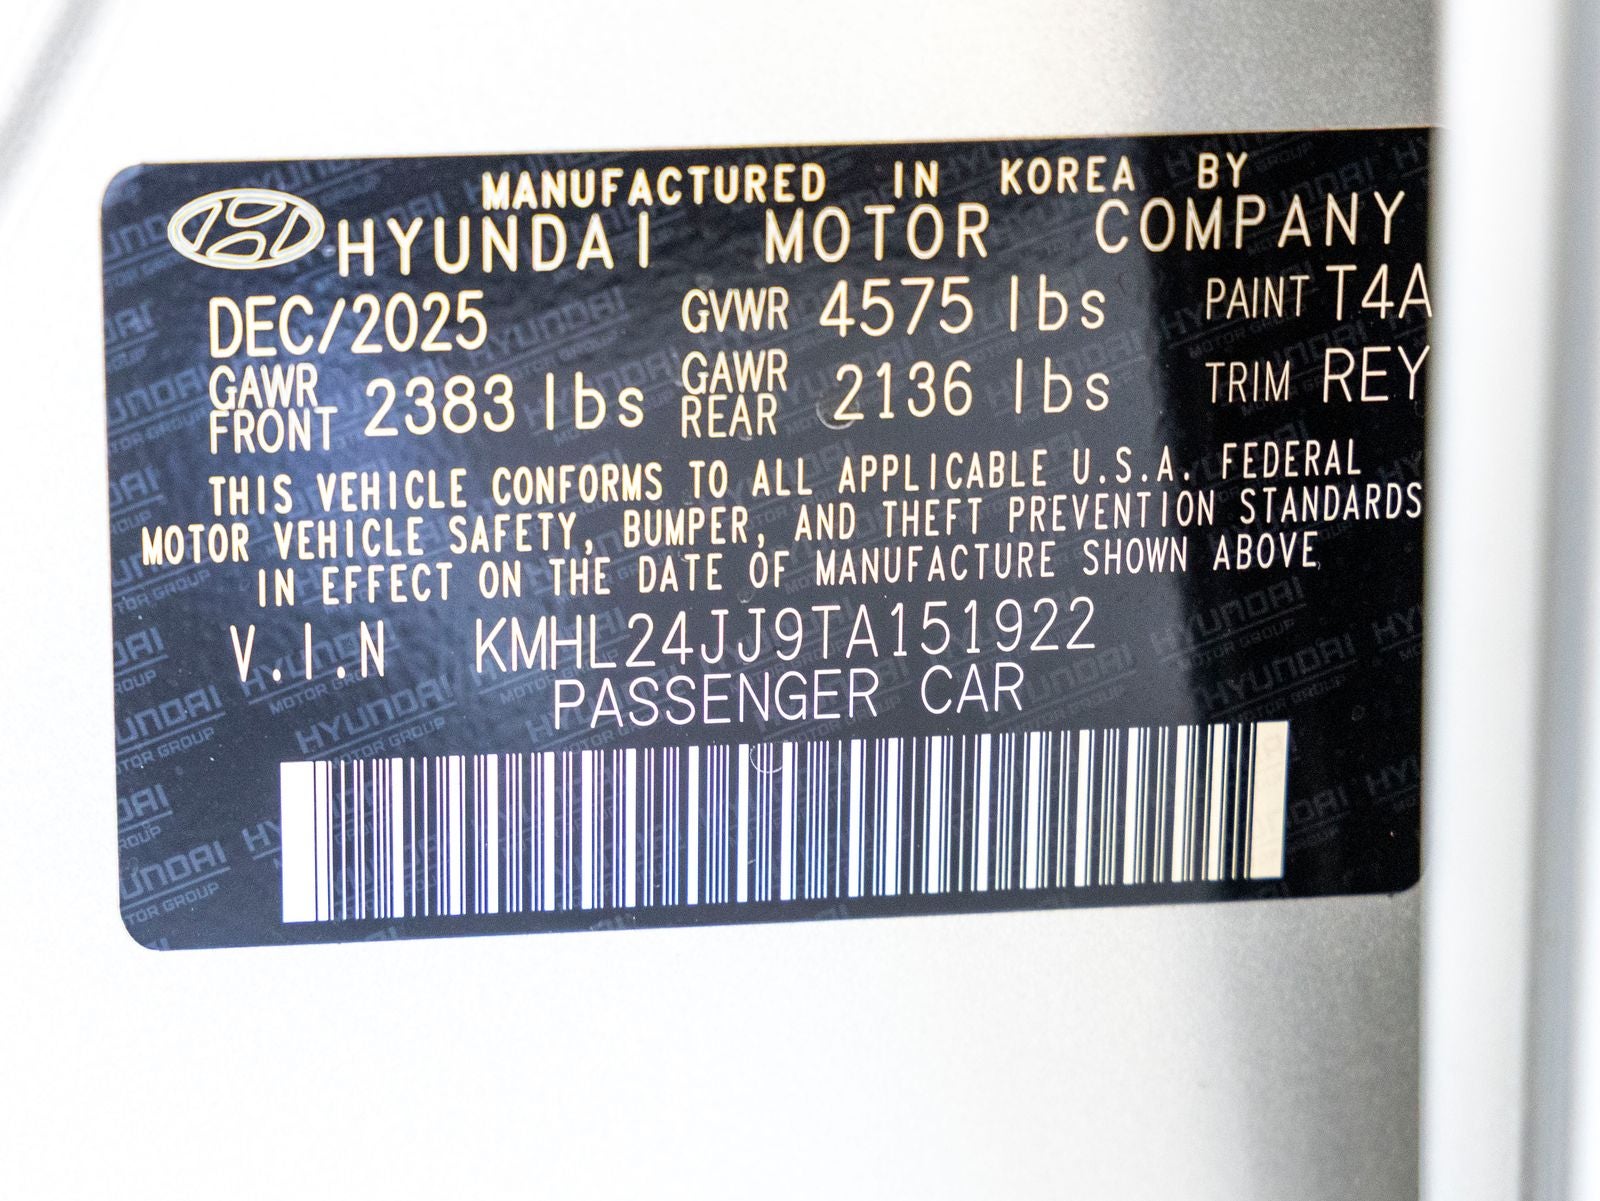 MANUFACTURED IN KOREA BY
HYUNDAI MOTOR COMPANY
DEC/2025 GVWR 4575 lbs PAINT T4A
GAWR FRONT 2383 lbs GAWR REAR 2136 lbs TRIM REY
THIS VEHICLE CONFORMS TO ALL APPLICABLE U.S.A. FEDERAL
MOTOR VEHICLE SAFETY, BUMPER, AND THEFT PREVENTION STANDARDS
IN EFFECT ON THE DATE OF MANUFACTURE SHOWN ABOVE
V.I.N KMHL24JJ9TA151922
PASSENGER CAR